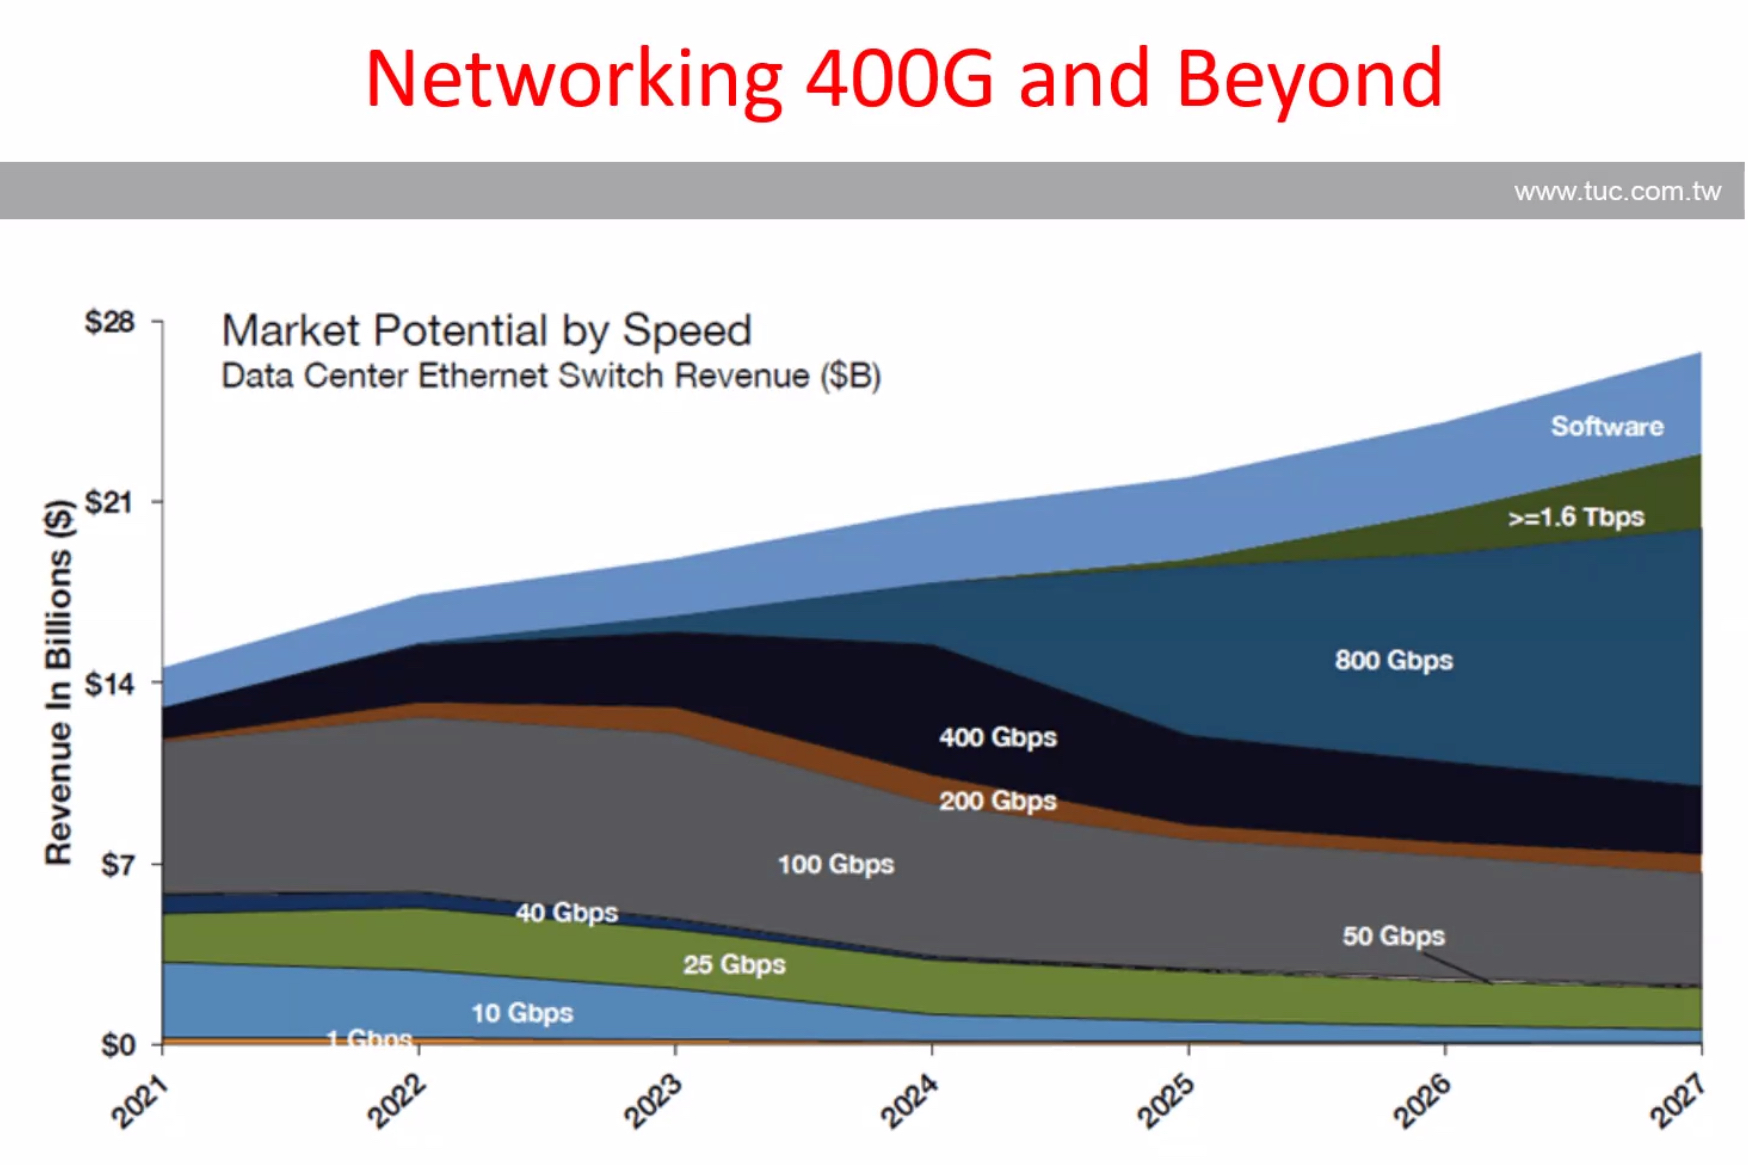 Networking 400G and Beyond
www.tuc.com.tw
Market Potential by Speed
Data Center Ethernet Switch Revenue ($B)
Revenue In Billions ($)
$28
$21
$14
$7
$0
Software
>=1.6 Tbps
800 Gbps
400 Gbps
200 Gbps
100 Gbps
50 Gbps
40 Gbps
25 Gbps
10 Gbps
1 Gbps
2021
2022
2023
2024
2025
2026
2027